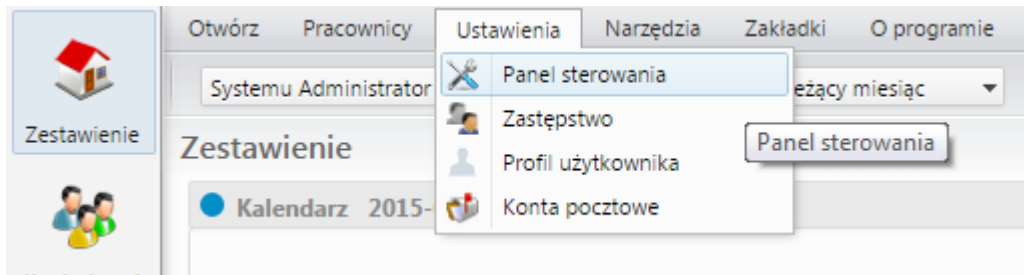 Otwórz Pracownicy Ustawienia Narzędzia Zakładki O programie
Systemu Administrator
Panel sterowania
eżący miesiąc
Zestawienie
Zastępstwo
Panel sterowania
Zestawienie
Profil użytkownika
Kalendarz 2015-
Konta pocztowe